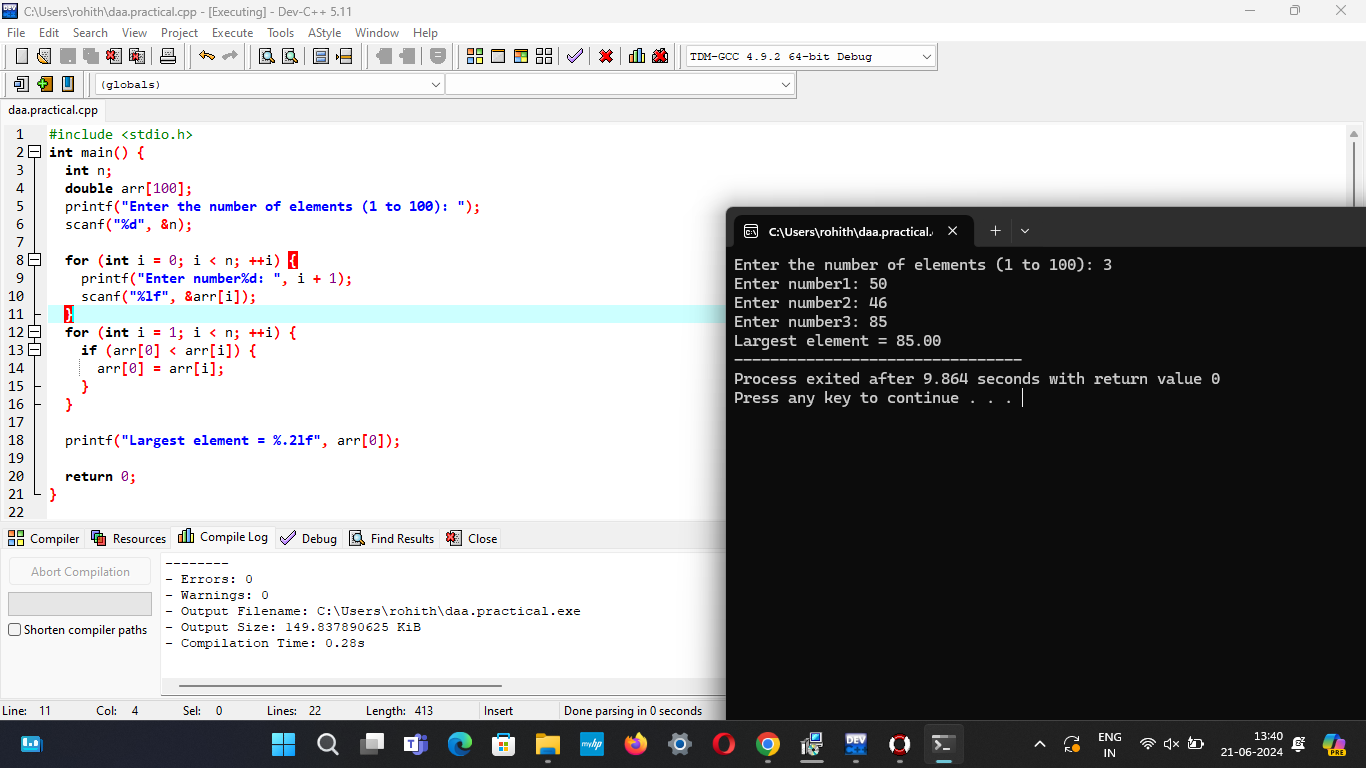 C:\Users\rohith\daa.practical.cpp - [Executing] - Dev-C++ 5.11
File Edit Search View Project Execute Tools AStyle Window Help
TDM-GCC 4.9.2 64-bit Debug
(globals)
daa.practical.cpp
1 #include <stdio.h>
2 int main() {
3 int n;
4 double arr[100];
5 printf("Enter the number of elements (1 to 100): ");
6 scanf("%d", &n);
7
8 for (int i = 0; i < n; ++i) {
9 printf("Enter number%d: ", i + 1);
10 scanf("%lf", &arr[i]);
11 }
12 for (int i = 1; i < n; ++i) {
13 if (arr[0] < arr[i]) {
14 arr[0] = arr[i];
15 }
16 }
17
18 printf("Largest element = %.2lf", arr[0]);
19
20 return 0;
21 }
22
C:\Users\rohith\daa.practical.
Enter the number of elements (1 to 100): 3
Enter number1: 50
Enter number2: 46
Enter number3: 85
Largest element = 85.00
--------------------------------
Process exited after 9.864 seconds with return value 0
Press any key to continue . . .
Compiler Resources Compile Log Debug Find Results Close
Abort Compilation
Shorten compiler paths
--------
- Errors: 0
- Warnings: 0
- Output Filename: C:\Users\rohith\daa.practical.exe
- Output Size: 149.837890625 KiB
- Compilation Time: 0.28s
Line: 11 Col: 4 Sel: 0 Lines: 22 Length: 413 Insert Done parsing in 0 seconds
myhp
DEV
ENG
IN
13:40
21-06-2024
PRE